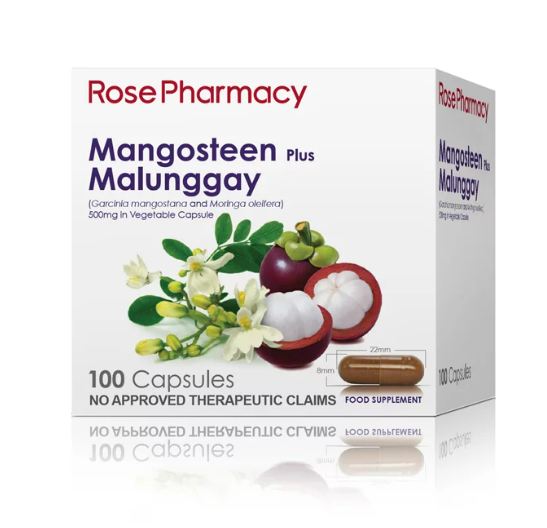 Rose Pharmacy
Mangosteen Plus
Malunggay
(Garcinia mangostana and Moringa oleifera)
500mg in Vegetable Capsule
22mm
8mm
100 Capsules
NO APPROVED THERAPEUTIC CLAIMS
FOOD SUPPLEMENT
Rose Pharmacy
Mangosteen Plus
Malunggay
100 Capsules